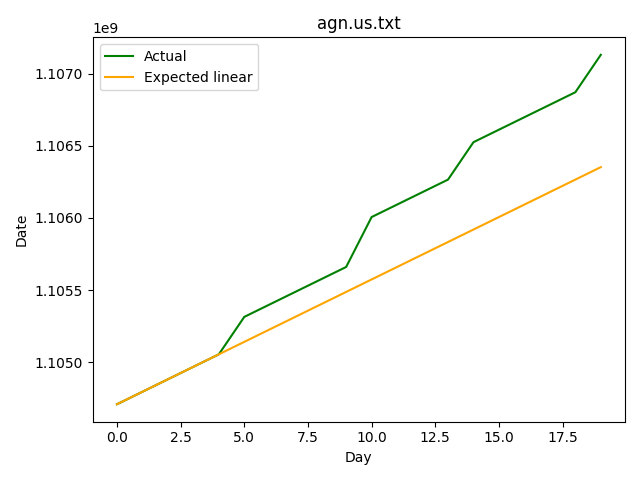 agn.us.txt
1e9
Actual
Expected linear
1.1070
1.1065
1.1060
1.1055
1.1050
Date
0.0 2.5 5.0 7.5 10.0 12.5 15.0 17.5
Day